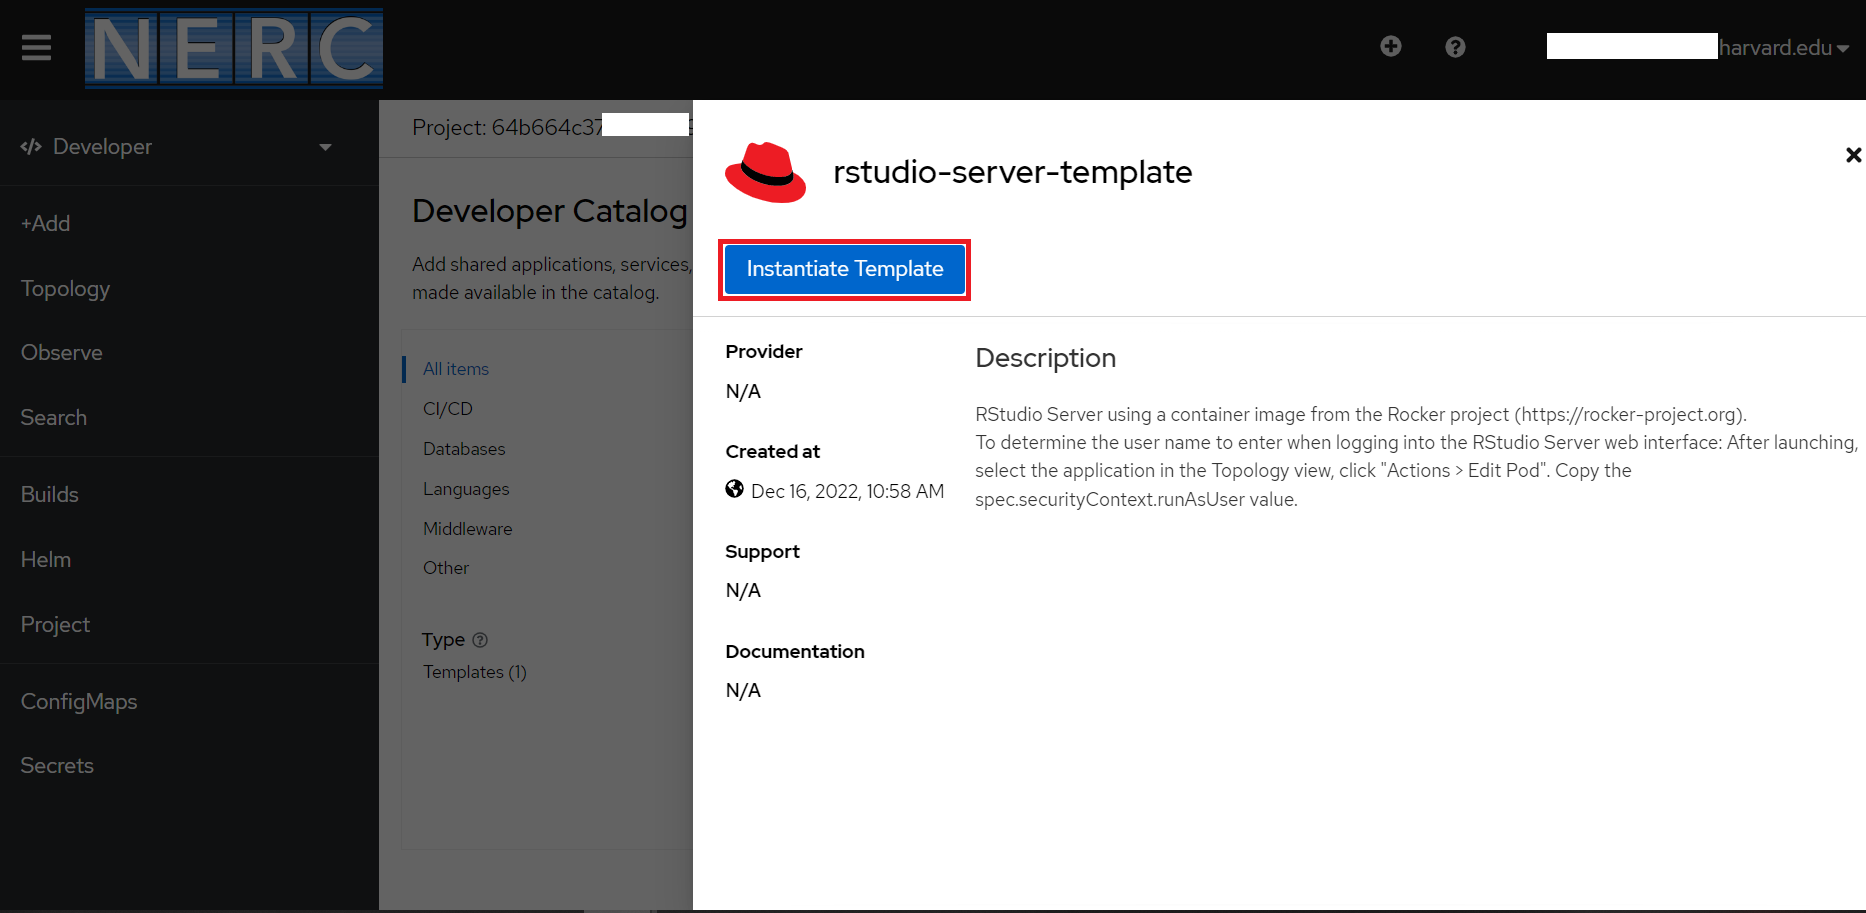 NERC
harvard.edu
Developer
+Add
Topology
Observe
Search
Builds
Helm
Project
ConfigMaps
Secrets
Project: 64b664c37
Developer Catalog
Add shared applications, services,
made available in the catalog.
All items
CI/CD
Databases
Languages
Middleware
Other
Type
Templates (1)
rstudio-server-template
Instantiate Template
Provider
N/A
Created at
Dec 16, 2022, 10:58 AM
Support
N/A
Documentation
N/A
Description
RStudio Server using a container image from the Rocker project (https://rocker-project.org).
To determine the user name to enter when logging into the RStudio Server web interface: After launching,
select the application in the Topology view, click "Actions > Edit Pod". Copy the
spec.securityContext.runAsUser value.